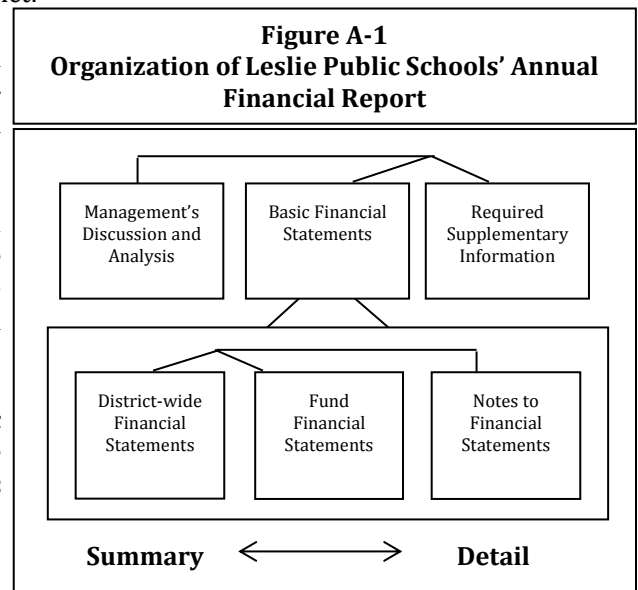 Figure A-1
Organization of Leslie Public Schools’ Annual
Financial Report
Management’s
Discussion and
Analysis
Basic Financial
Statements
Required
Supplementary
Information
District-wide
Financial
Statements
Fund
Financial
Statements
Notes to
Financial
Statements
Summary
Detail